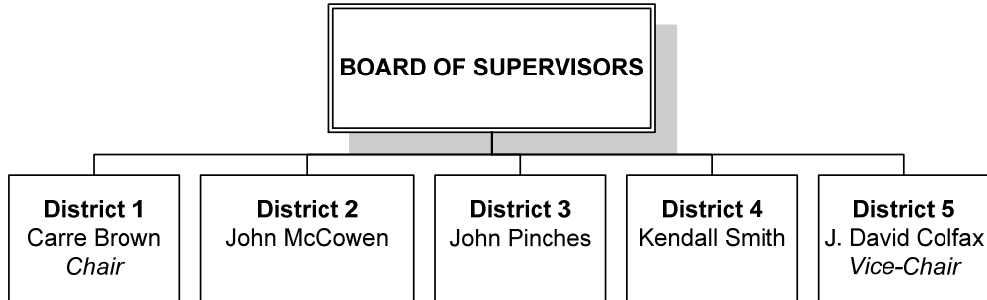 BOARD OF SUPERVISORS
District 1
Carre Brown
Chair
District 2
John McCowen
District 3
John Pinches
District 4
Kendall Smith
District 5
J. David Colfax
Vice-Chair